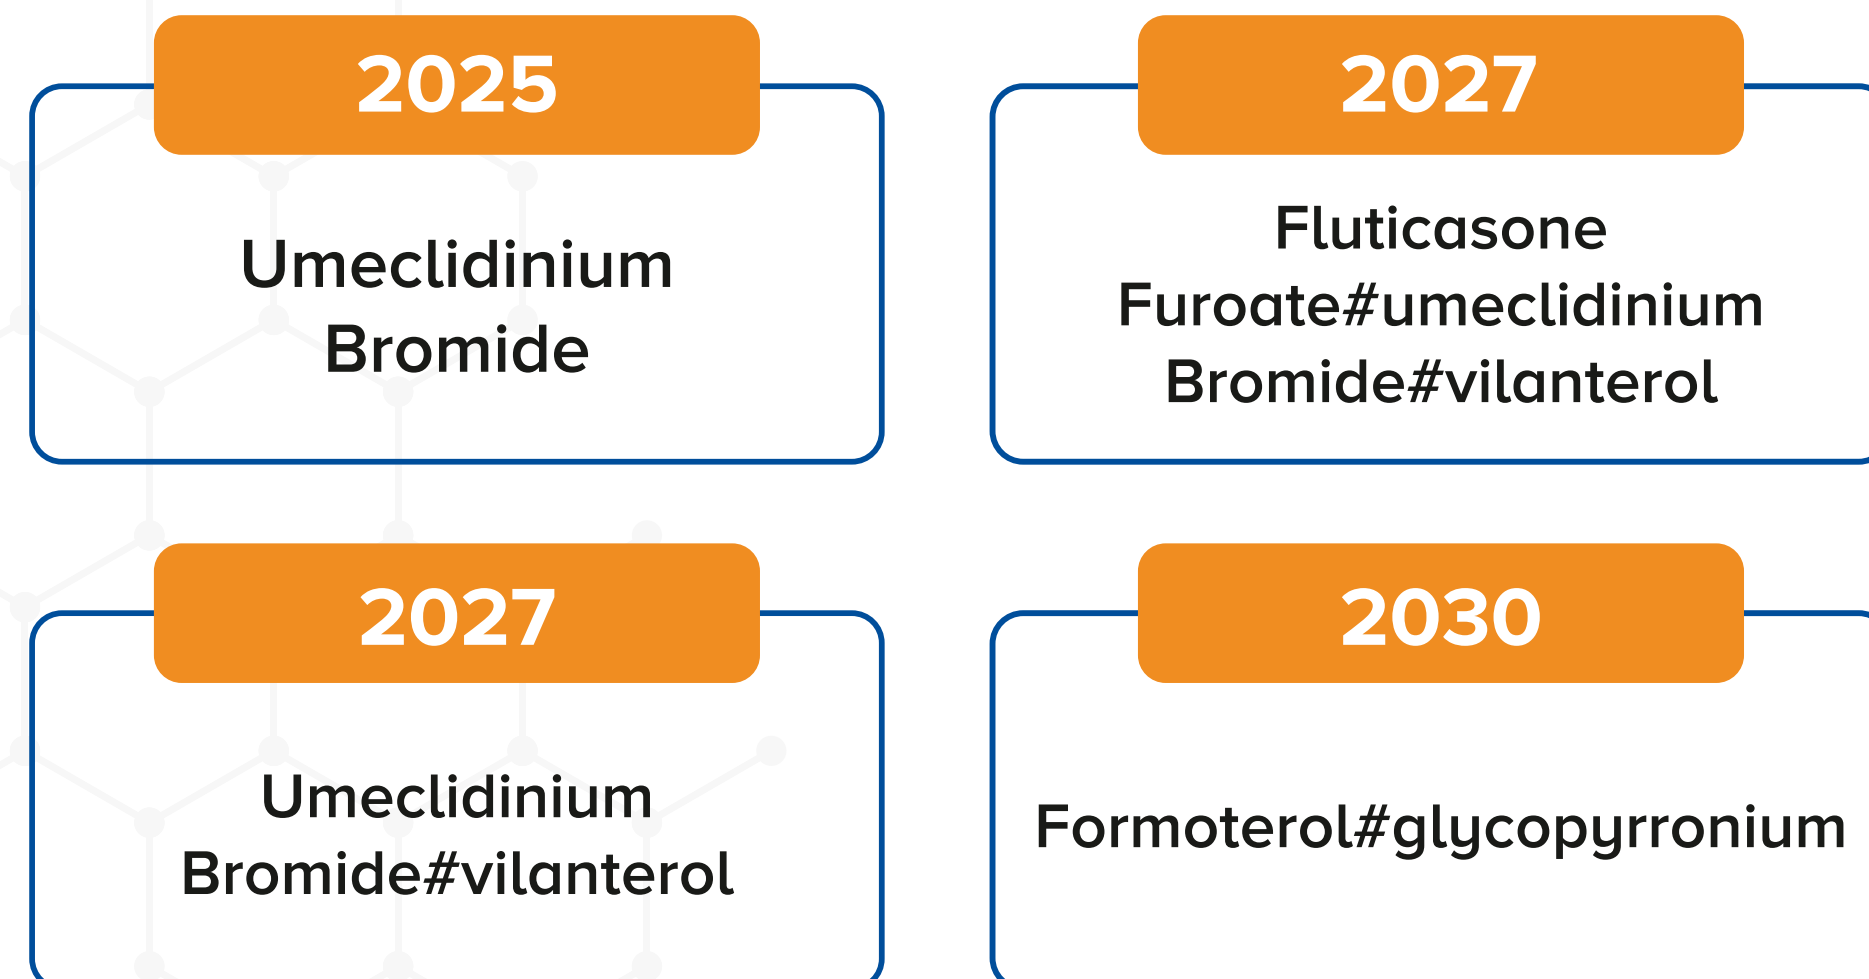 2025
Umeclidinium
Bromide
2027
Fluticasone
Furoate#umeclidinium
Bromide#vilanterol
2027
Umeclidinium
Bromide#vilanterol
2030
Formoterol#glycopyrronium